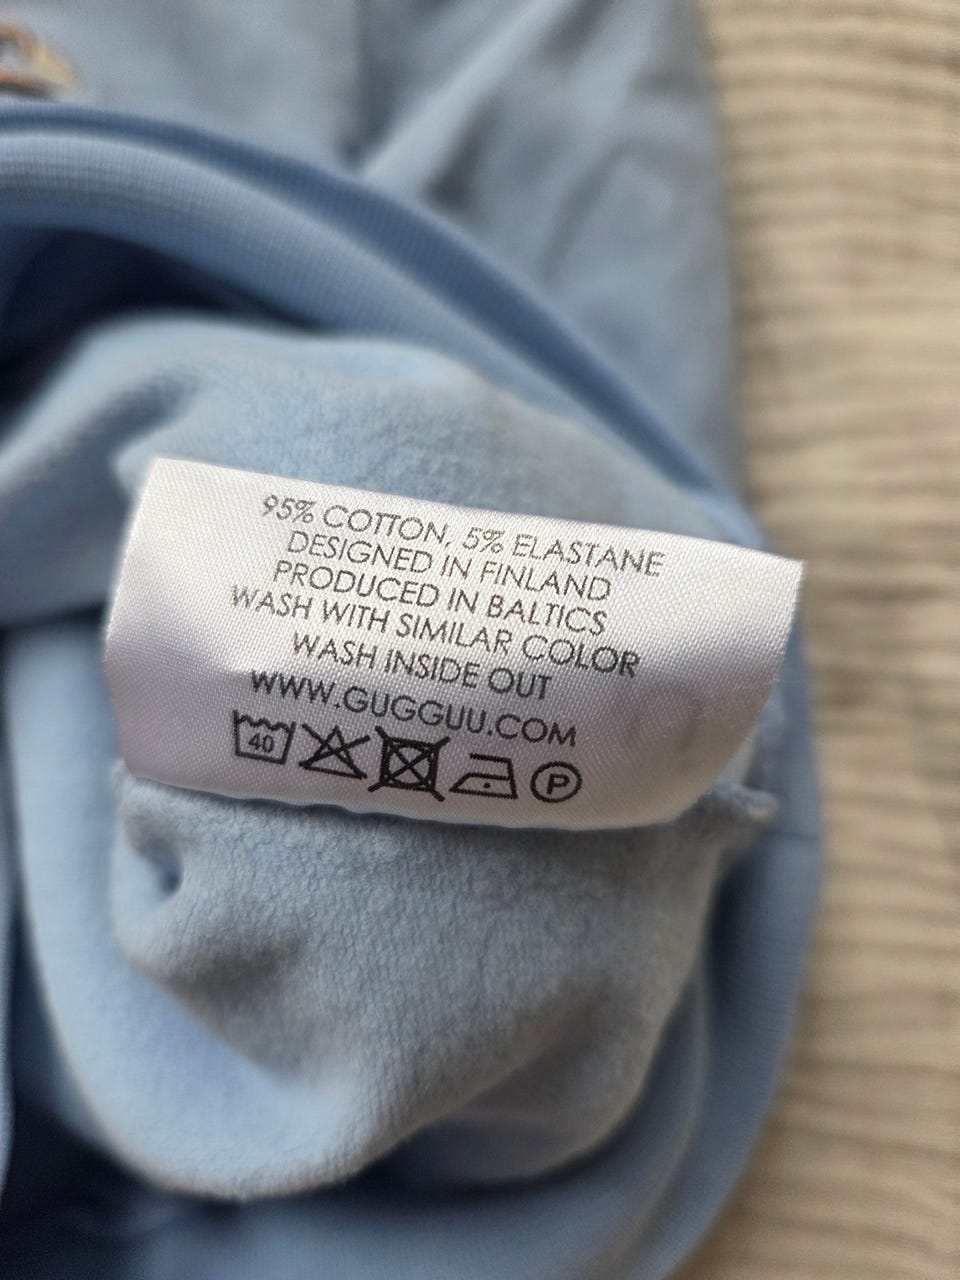 95% COTTON, 5% ELASTANE
DESIGNED IN FINLAND
PRODUCED IN BALTICS
WASH WITH SIMILAR COLOR
WASH INSIDE OUT
WWW.GUGGUU.COM
40 P